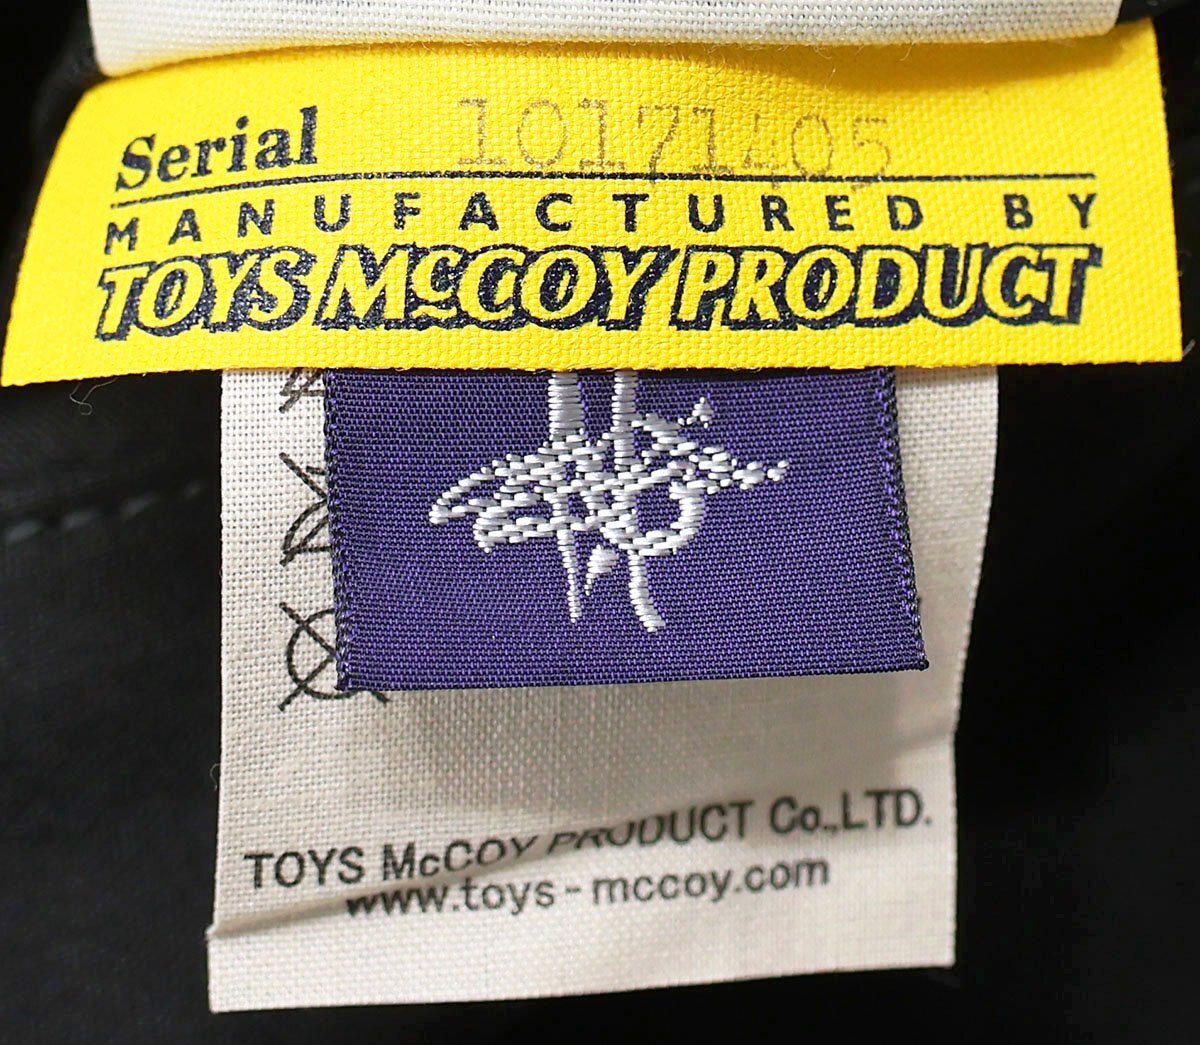 Serial 10171405
MANUFACTURED BY
TOYS McCOY PRODUCT
TOYS McCOY PRODUCT Co.,LTD.
www.toys-mccoy.com